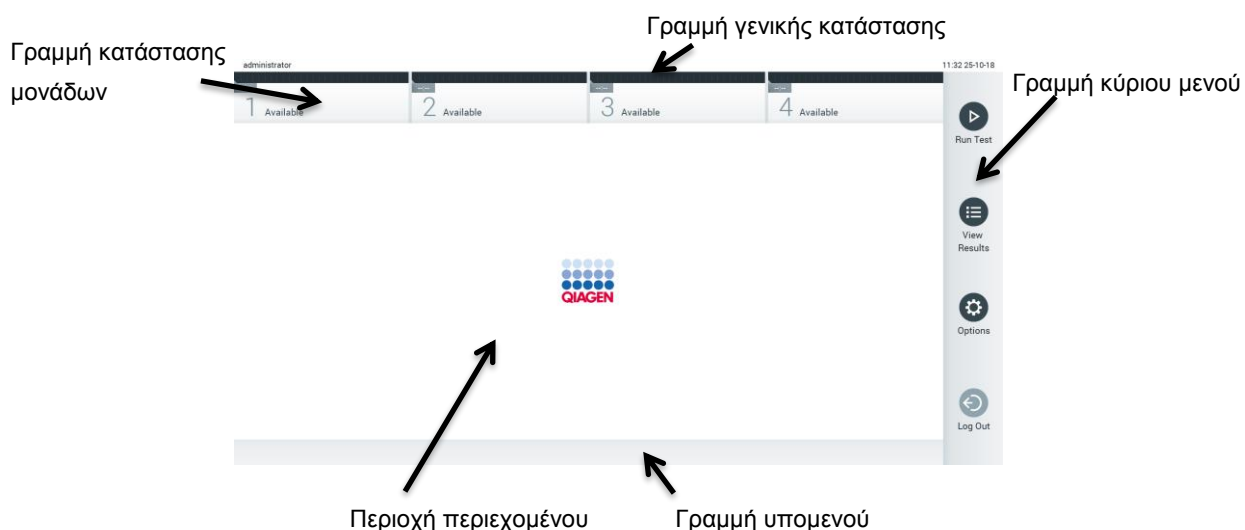 Γραμμή γενικής κατάστασης
Γραμμή κατάστασης
μονάδων
administrator
11:32 25-10-18
Γραμμή κύριου μενού
--:--
--:--
--:--
--:--
1 Available
2 Available
3 Available
4 Available
Run Test
View
Results
QIAGEN
Options
Log Out
Περιοχή περιεχομένου
Γραμμή υπομενού